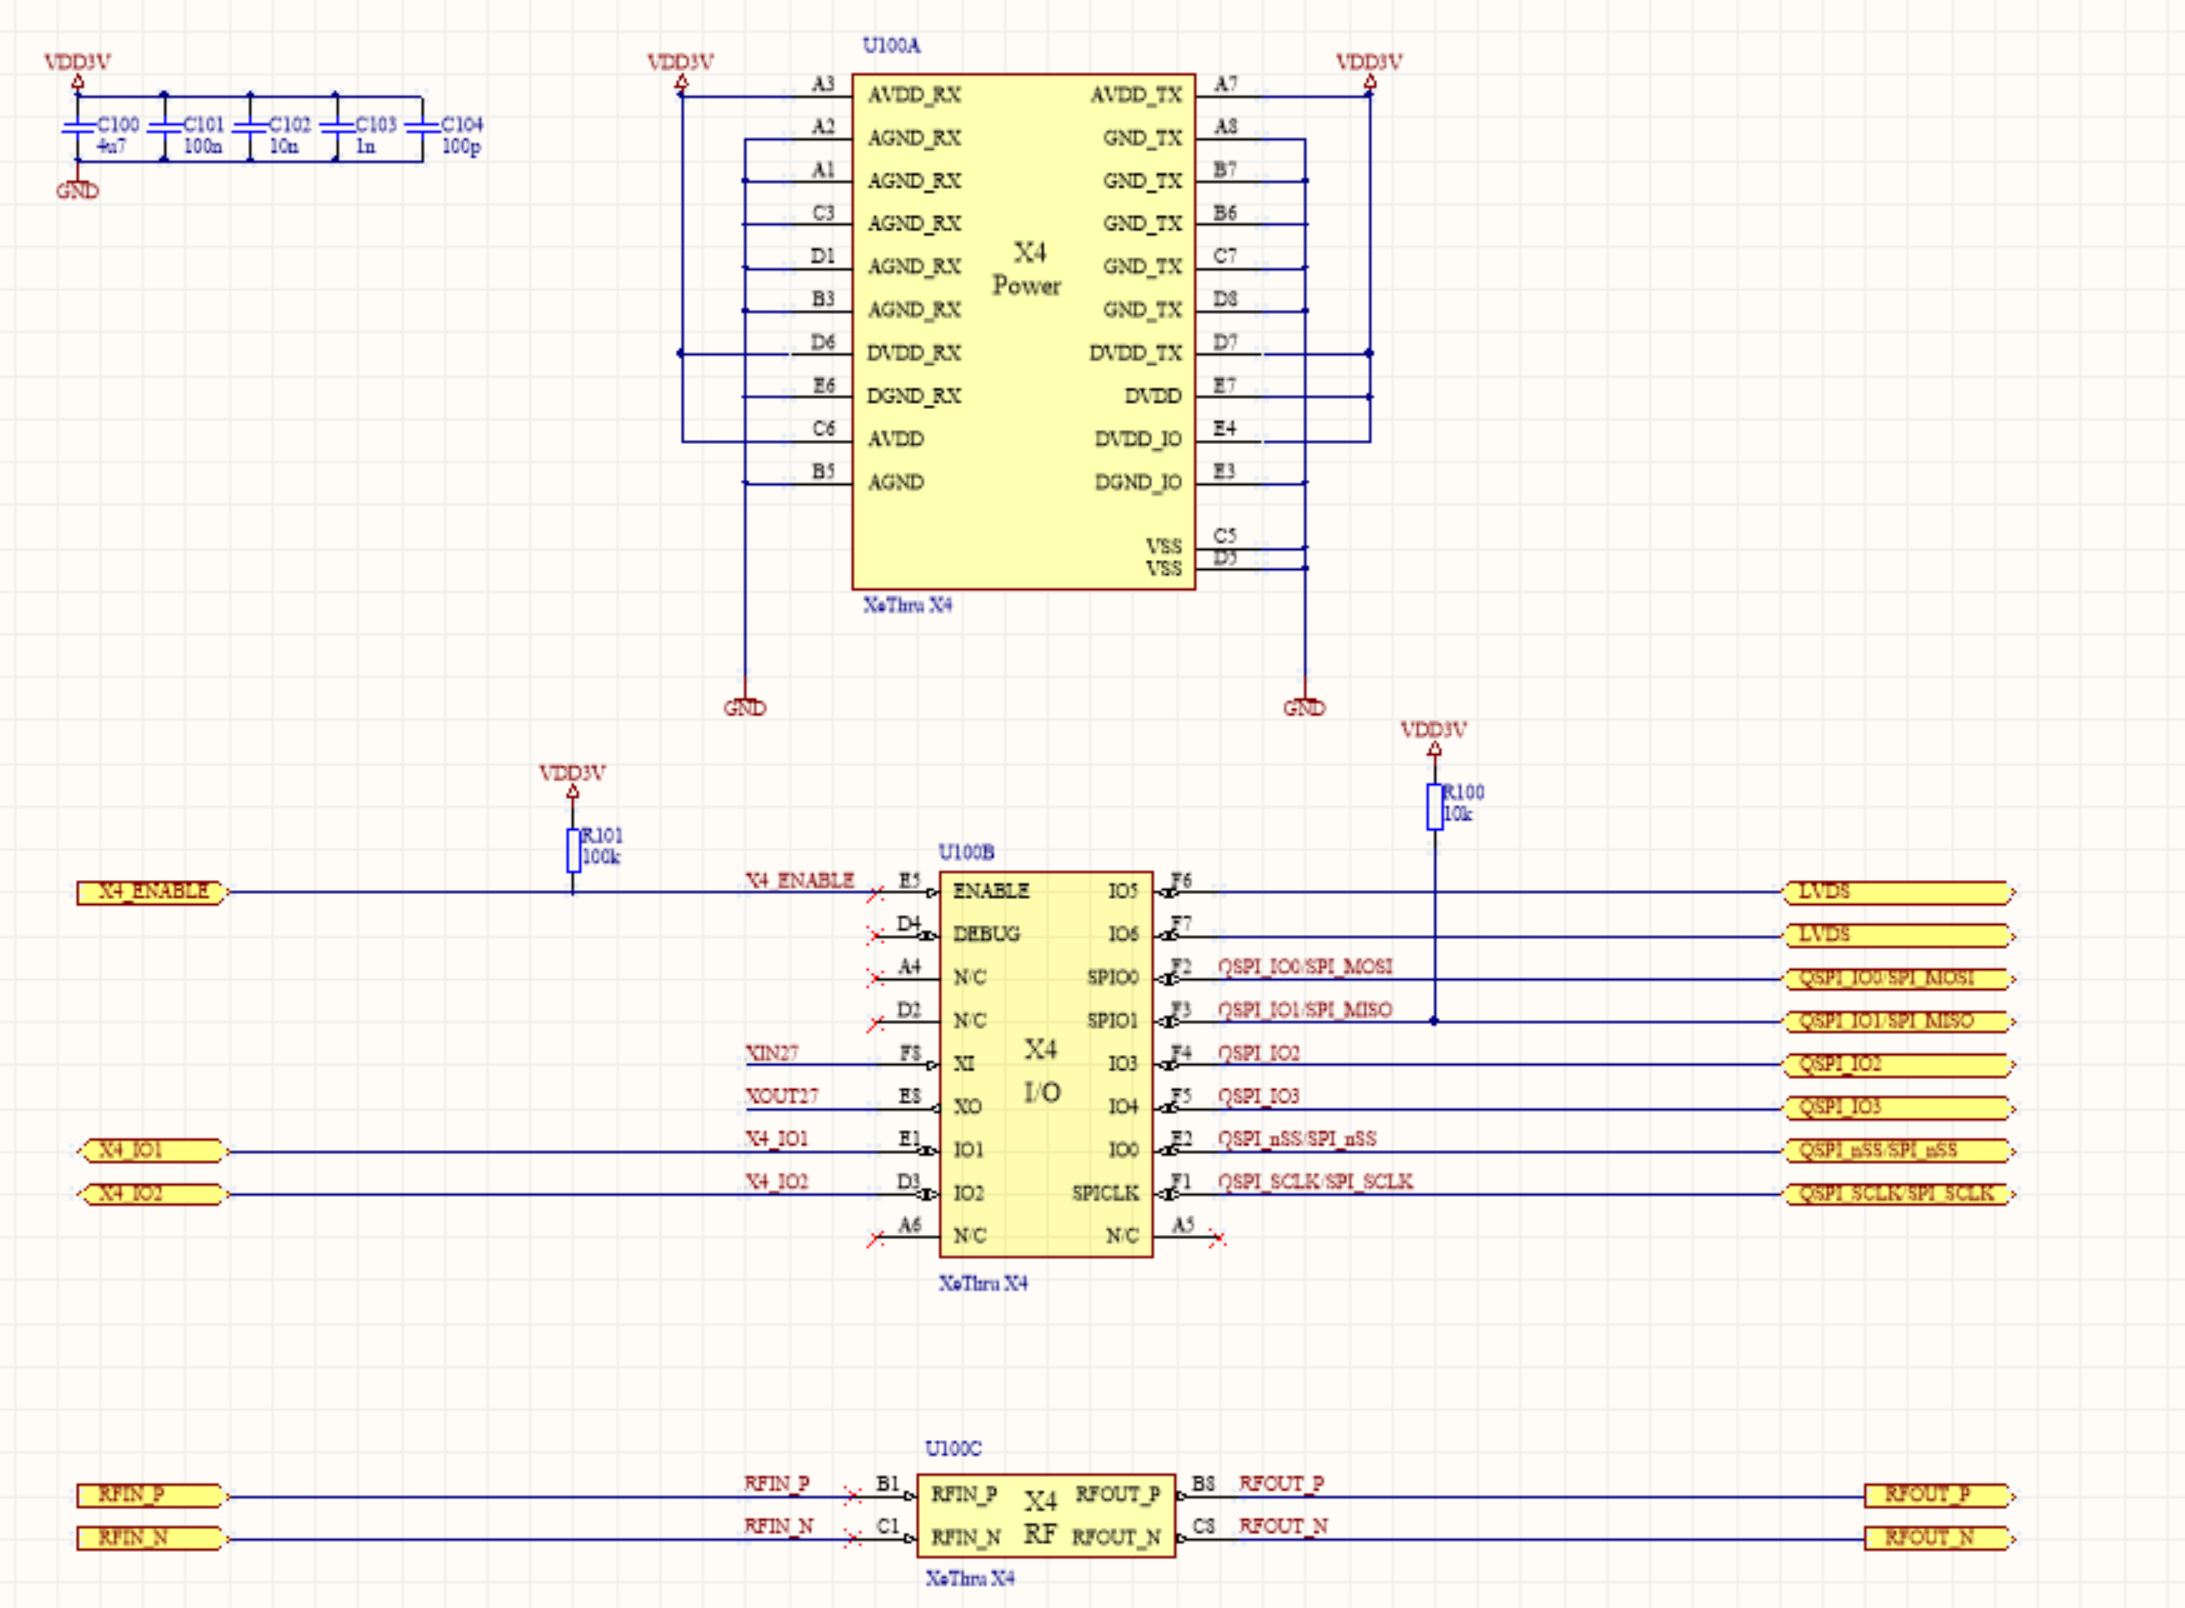 VDD3V
C100
4u7
C101
100n
C102
10n
C103
1n
C104
100p
GND
U100A
VDD3V
VDD3V
A3 AVDD_RX AVDD_TX A7
A2 AGND_RX GND_TX A8
A1 AGND_RX GND_TX B7
C3 AGND_RX GND_TX B6
D1 AGND_RX GND_TX C7
B3 AGND_RX GND_TX D8
D6 DVDD_RX DVDD_TX D7
E6 DGND_RX DVDD E7
C6 AVDD DVDD_IO E4
B5 AGND DGND_IO E3
X4
Power
VSS C5
VSS D5
XeThru X4
GND
GND
VDD3V
R101
100k
VDD3V
R100
10k
U100B
X4_ENABLE X4_ENABLE E5 ENABLE IO5 F6 LVDS
D4 DEBUG IO6 F7 LVDS
A4 N/C SPIO0 F2 QSPI_IO0/SPI_MOSI QSPI_IO0/SPI_MOSI
D2 N/C SPIO1 F3 QSPI_IO1/SPI_MISO QSPI_IO1/SPI_MISO
XIN27 F8 XI IO3 F4 QSPI_IO2 QSPI_IO2
XOUT27 E8 XO IO4 F5 QSPI_IO3 QSPI_IO3
X4_IO1 X4_IO1 E1 IO1 IO0 E2 QSPI_nSS/SPI_nSS QSPI_nSS/SPI_nSS
X4_IO2 X4_IO2 D3 IO2 SPICLK F1 QSPI_SCLK/SPI_SCLK QSPI_SCLK/SPI_SCLK
A6 N/C N/C A5
X4
I/O
XeThru X4
U100C
RFIN_P RFIN_P B1 RFIN_P RFOUT_P B8 RFOUT_P RFOUT_P
RFIN_N RFIN_N C1 RFIN_N RFOUT_N C8 RFOUT_N RFOUT_N
X4
RF
XeThru X4